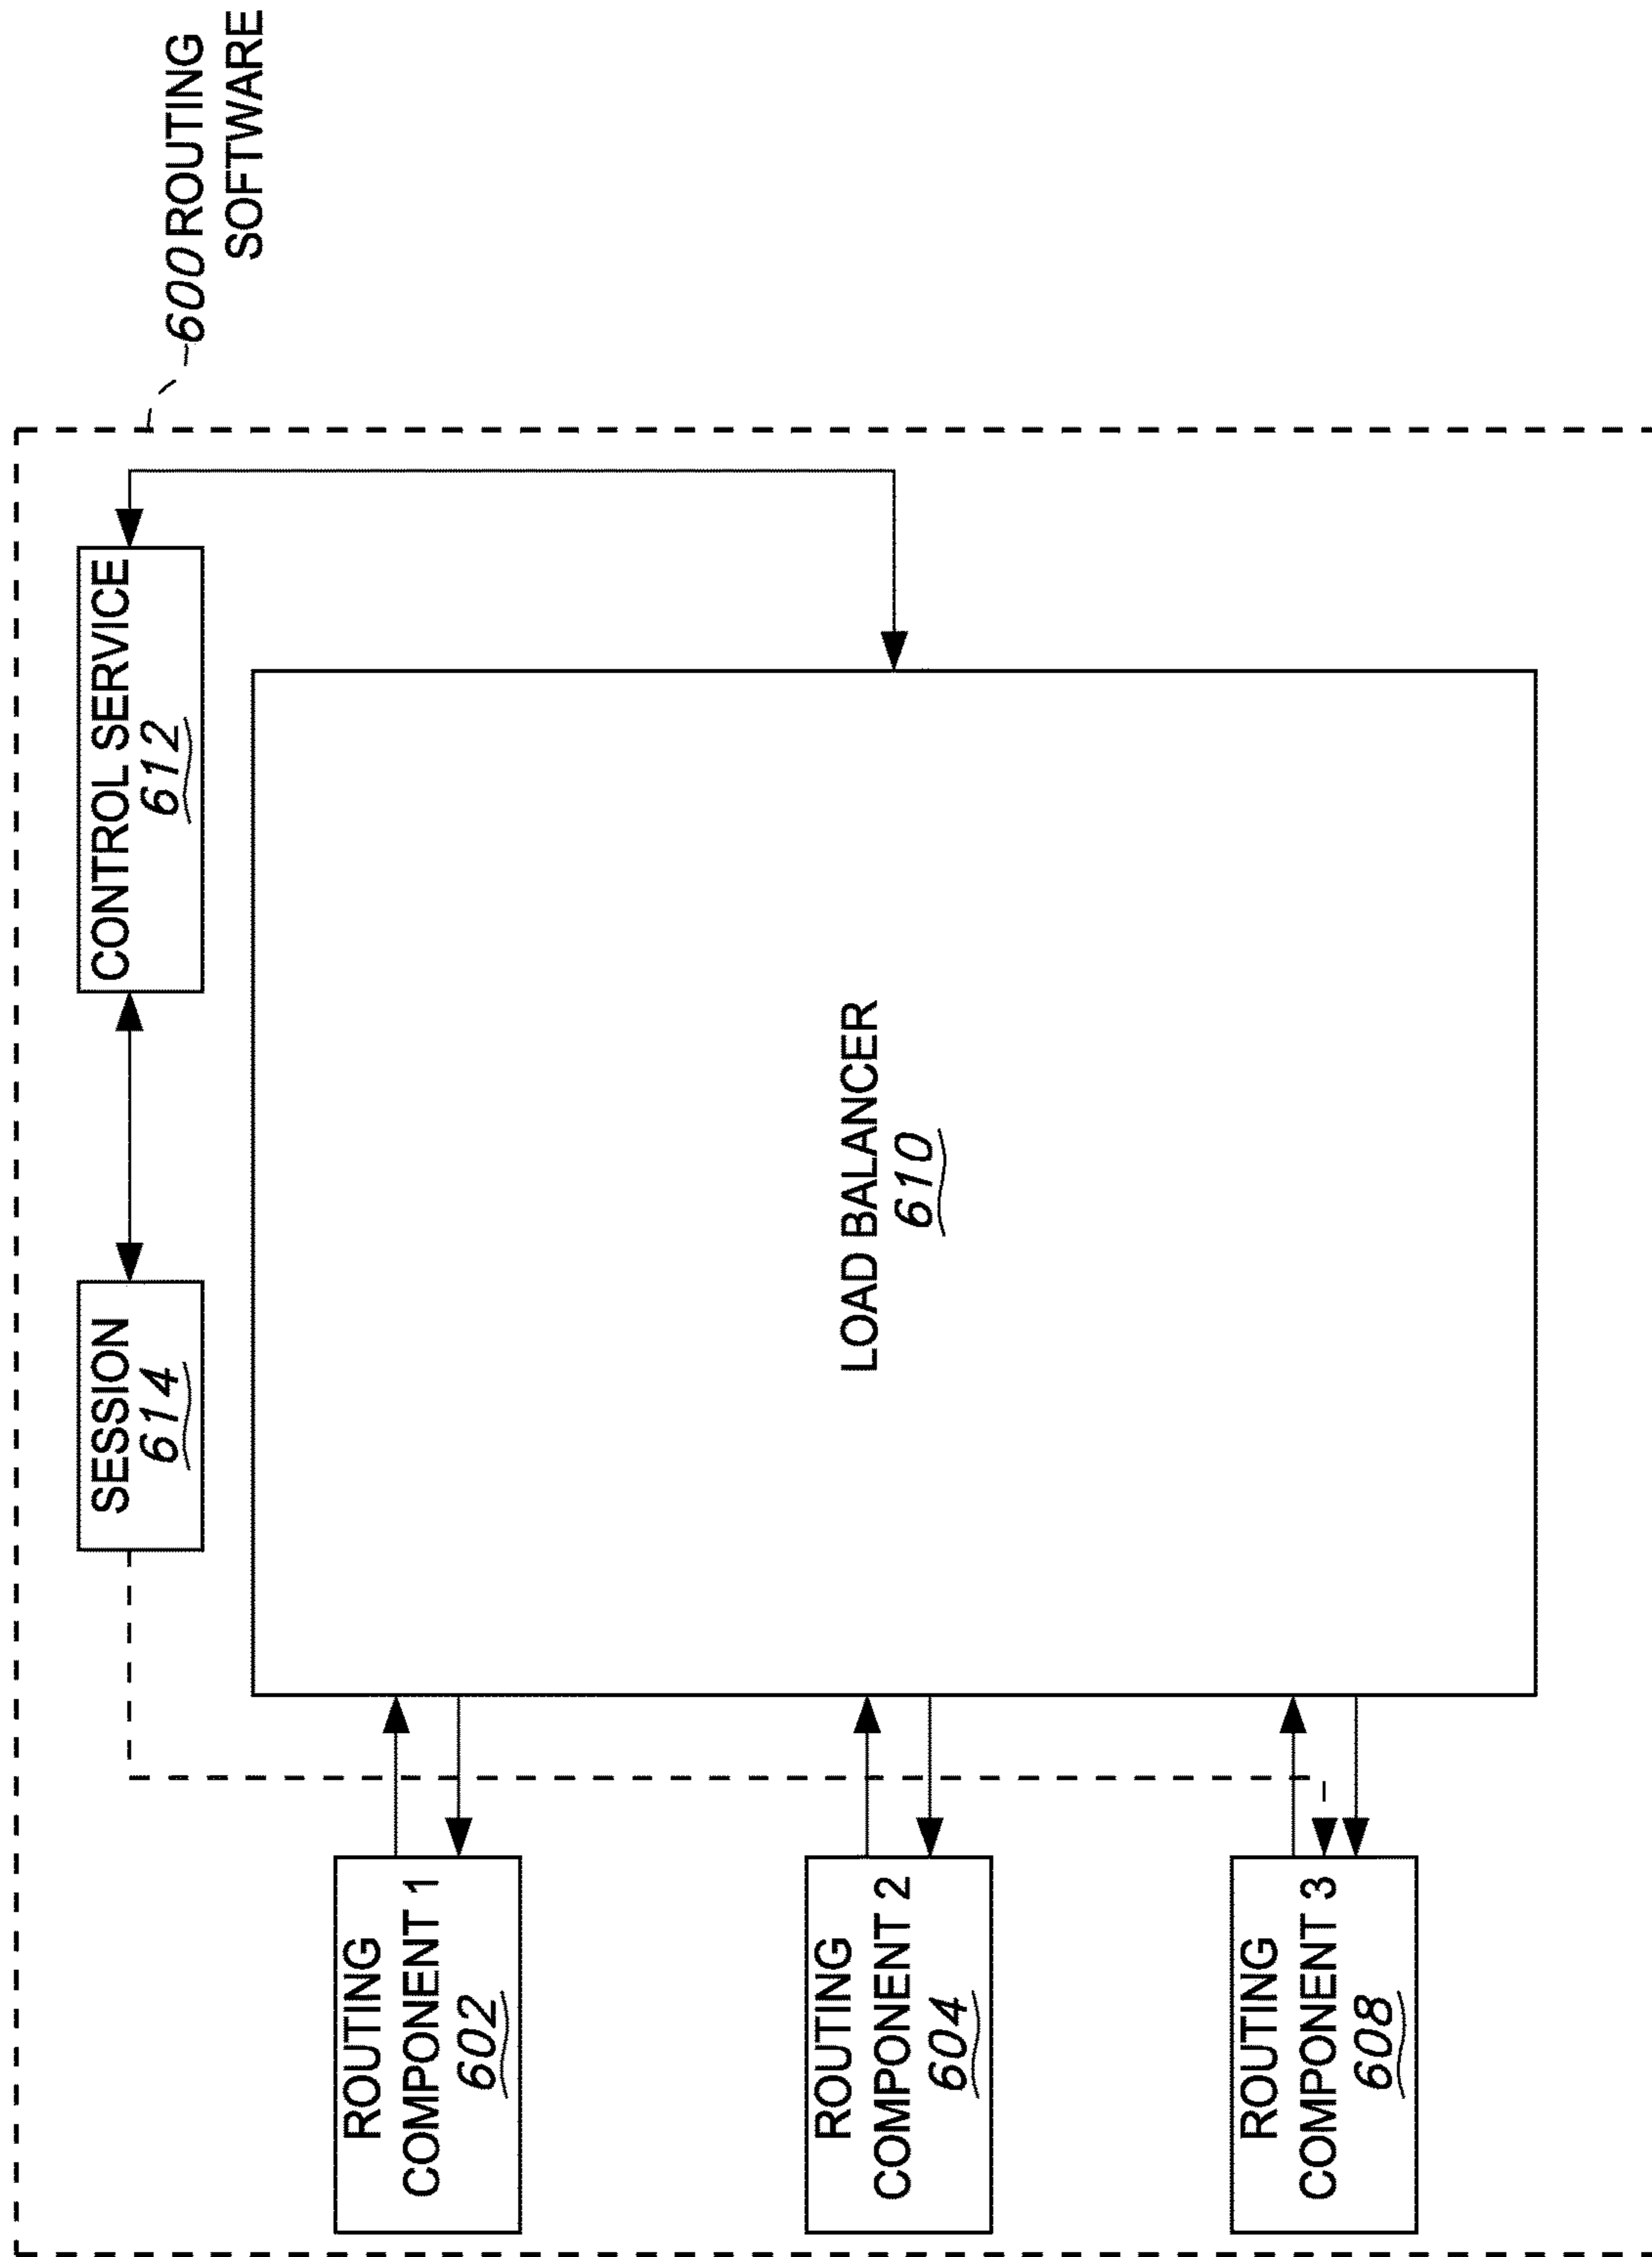 600 ROUTING
SOFTWARE
SESSION
614
CONTROL SERVICE
612
ROUTING
COMPONENT 1
602
LOAD BALANCER
610
ROUTING
COMPONENT 2
604
ROUTING
COMPONENT 3
608